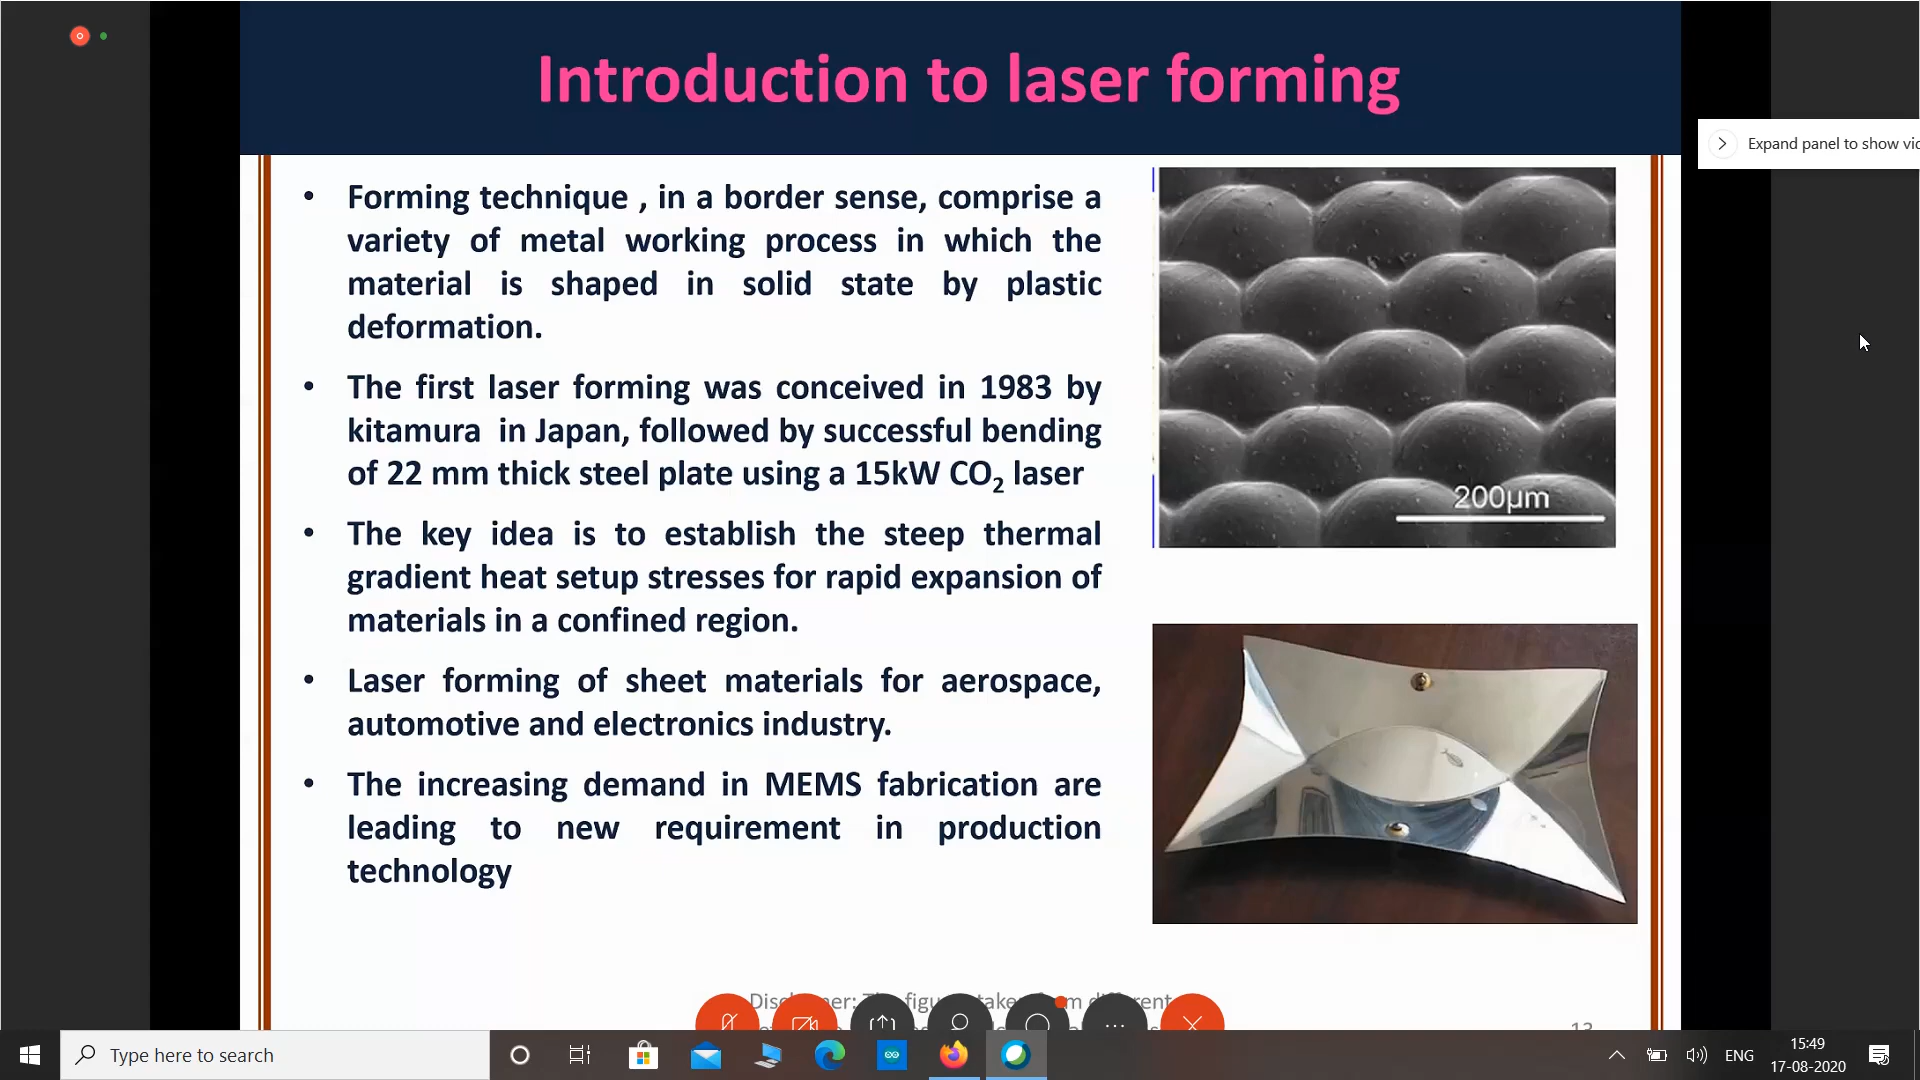 Introduction to laser forming
Expand panel to show
• Forming technique , in a border sense, comprise a
variety of metal working process in which the
material is shaped in solid state by plastic
deformation.
• The first laser forming was conceived in 1983 by
kitamura in Japan, followed by successful bending
of 22 mm thick steel plate using a 15kW CO₂ laser
• The key idea is to establish the steep thermal
gradient heat setup stresses for rapid expansion of
materials in a confined region.
• Laser forming of sheet materials for aerospace,
automotive and electronics industry.
• The increasing demand in MEMS fabrication are
leading to new requirement in production
technology
200µm
13
Type here to search
ENG
15:49
17-08-2020